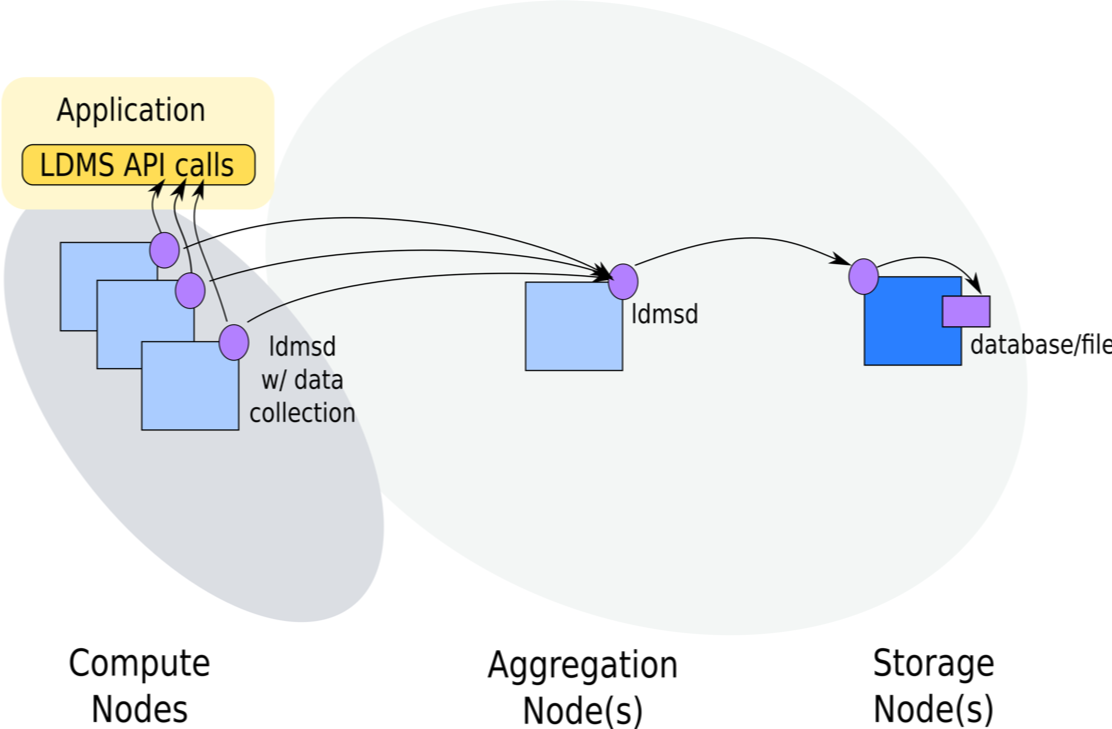 Application
LDMS API calls
ldmsd
w/ data
collection
ldmsd
database/file
Compute
Nodes
Aggregation
Node(s)
Storage
Node(s)